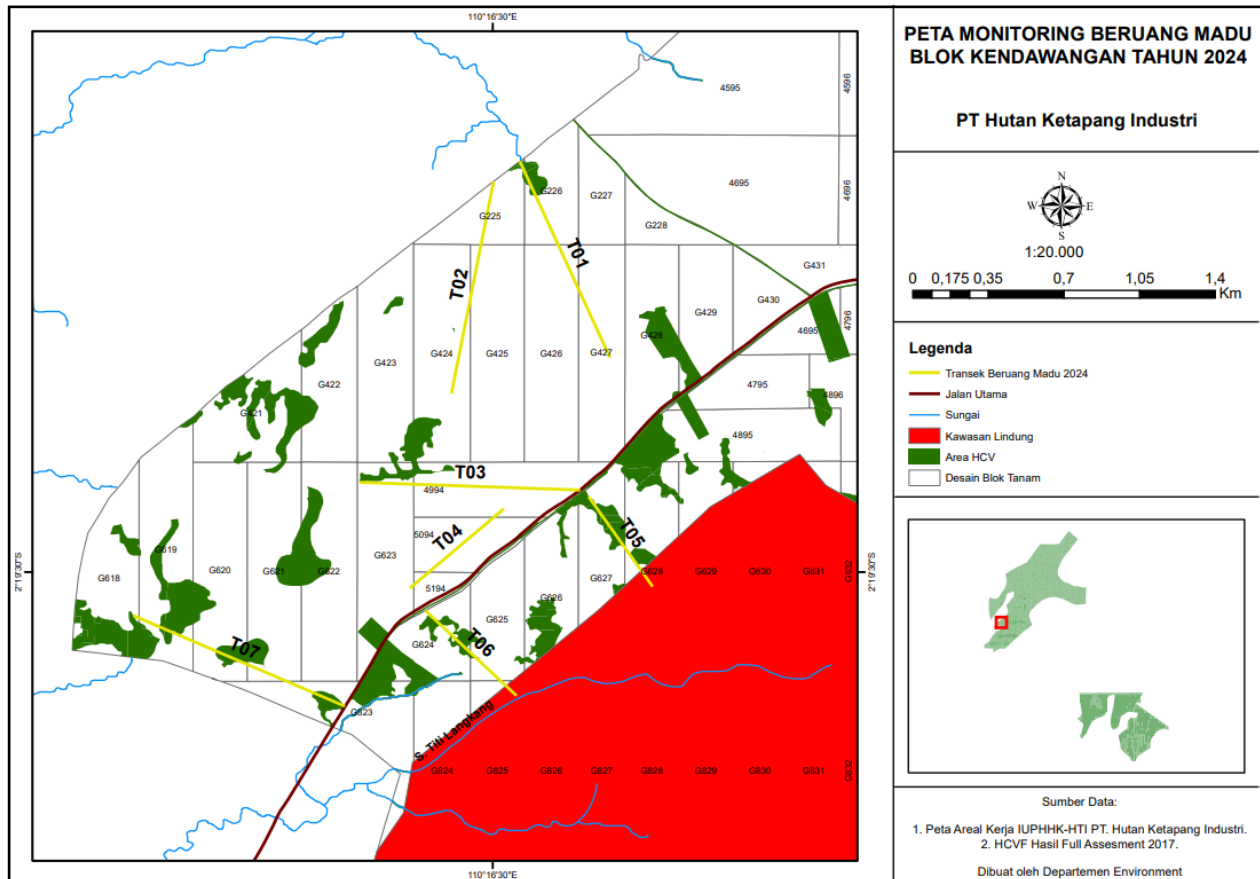 PETA MONITORING BERUANG MADU
BLOK KENDAWANGAN TAHUN 2024
PT Hutan Ketapang Industri
N
W E
S
1:20.000
0 0,175 0,35 0,7 1,05 1,4
Km
Legenda
Transek Beruang Madu 2024
Jalan Utama
Sungai
Kawasan Lindung
Area HCV
Desain Blok Tanam
Sumber Data:
1. Peta Areal Kerja IUPHHK-HTI PT. Hutan Ketapang Industri.
2. HCVF Hasil Full Assesment 2017.
Dibuat oleh Departemen Environment
110°16'30"E
4595
4596
4695
4696
G226
G227
G225
G228
T01
G431
T02
G430
G429
4695
4796
G428
G423
G424
G425
G426
G427
G422
4795
4896
G421
4895
T03
4994
5094
T04
T05
G623
2°19'30"S
2°19'30"S
G618
G619
G620
G621
G622
5194
G627
G628
G629
G630
G631
G632
G626
G625
G624
T06
T07
G823
S. Titi Langkang
G824
G825
G826
G827
G828
G829
G830
G831
G832
110°16'30"E